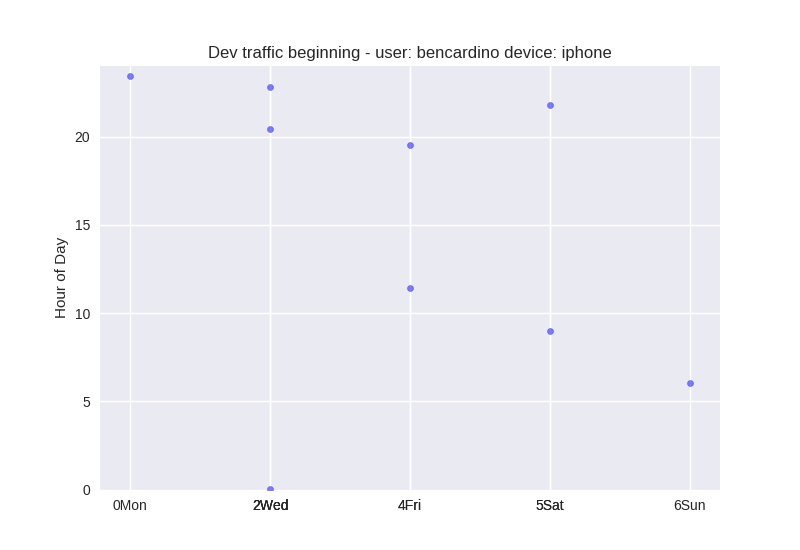 Dev traffic beginning - user: bencardino device: iphone
20
15
10
5
0
Hour of Day
0Mon 2Wed 4Fri 5Sat 6Sun